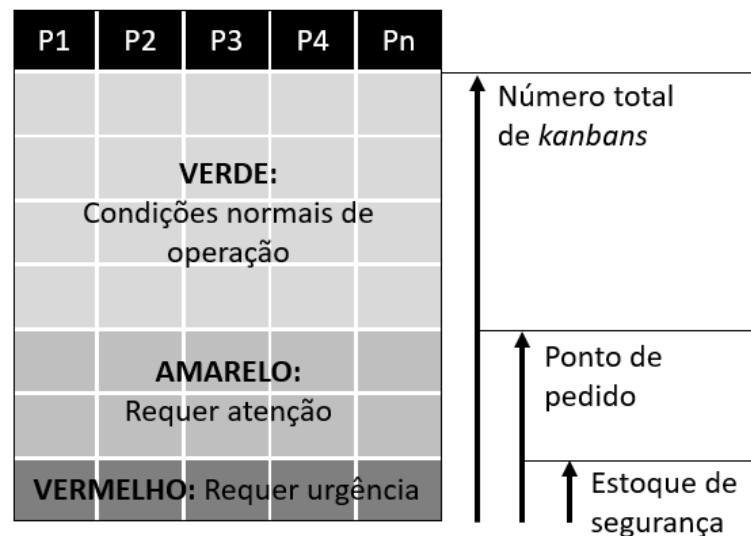 P1 P2 P3 P4 Pn
VERDE:
Condições normais de
operação
AMARELO:
Requer atenção
VERMELHO: Requer urgência
Número total
de kanbans
Ponto de
pedido
Estoque de
segurança